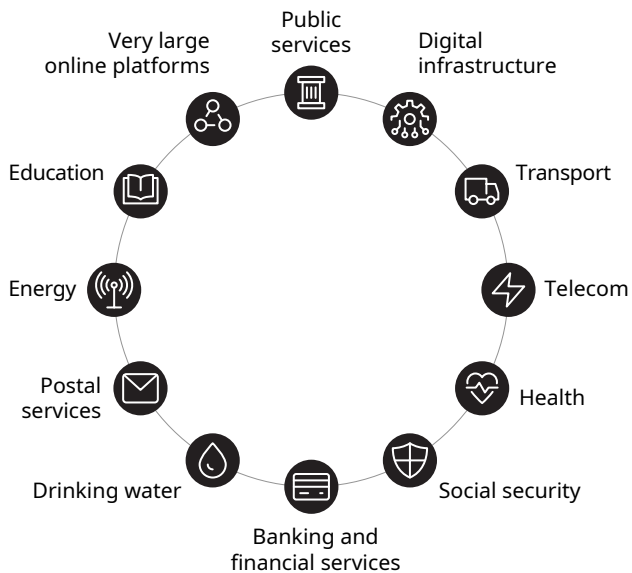 Public
services
Digital
infrastructure
Transport
Telecom
Health
Social security
Banking and
financial services
Drinking water
Postal
services
Energy
Education
Very large
online platforms